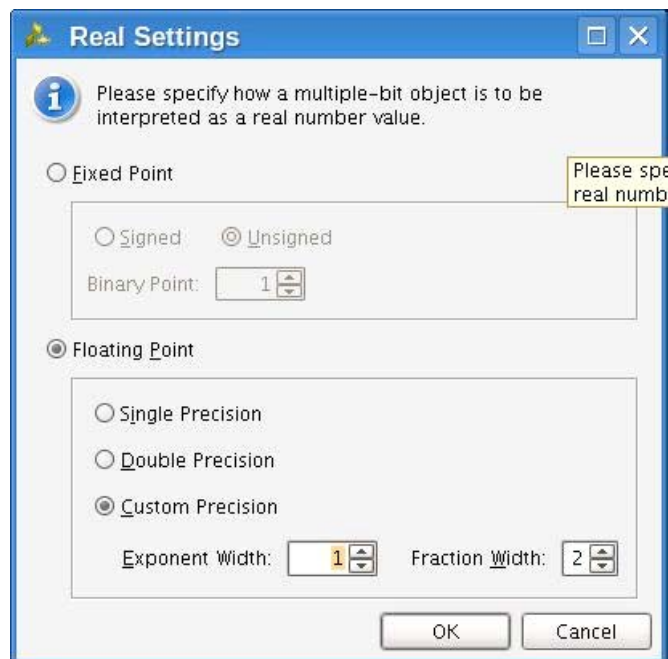 Real Settings
Please specify how a multiple-bit object is to be
interpreted as a real number value.
Fixed Point
Please spe
real numb
Signed Unsigned
Binary Point: 1
Floating Point
Single Precision
Double Precision
Custom Precision
Exponent Width: 1 Fraction Width: 2
OK Cancel